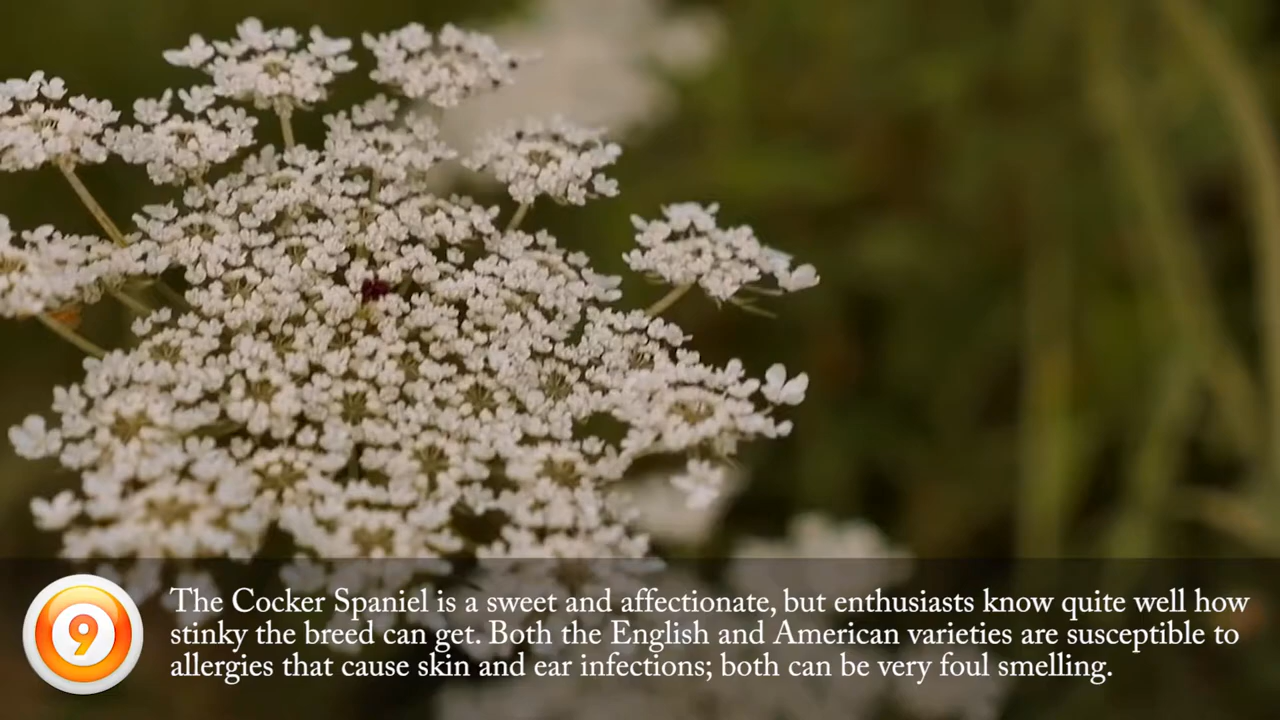 9
The Cocker Spaniel is a sweet and affectionate, but enthusiasts know quite well how
stinky the breed can get. Both the English and American varieties are susceptible to
allergies that cause skin and ear infections; both can be very foul smelling.